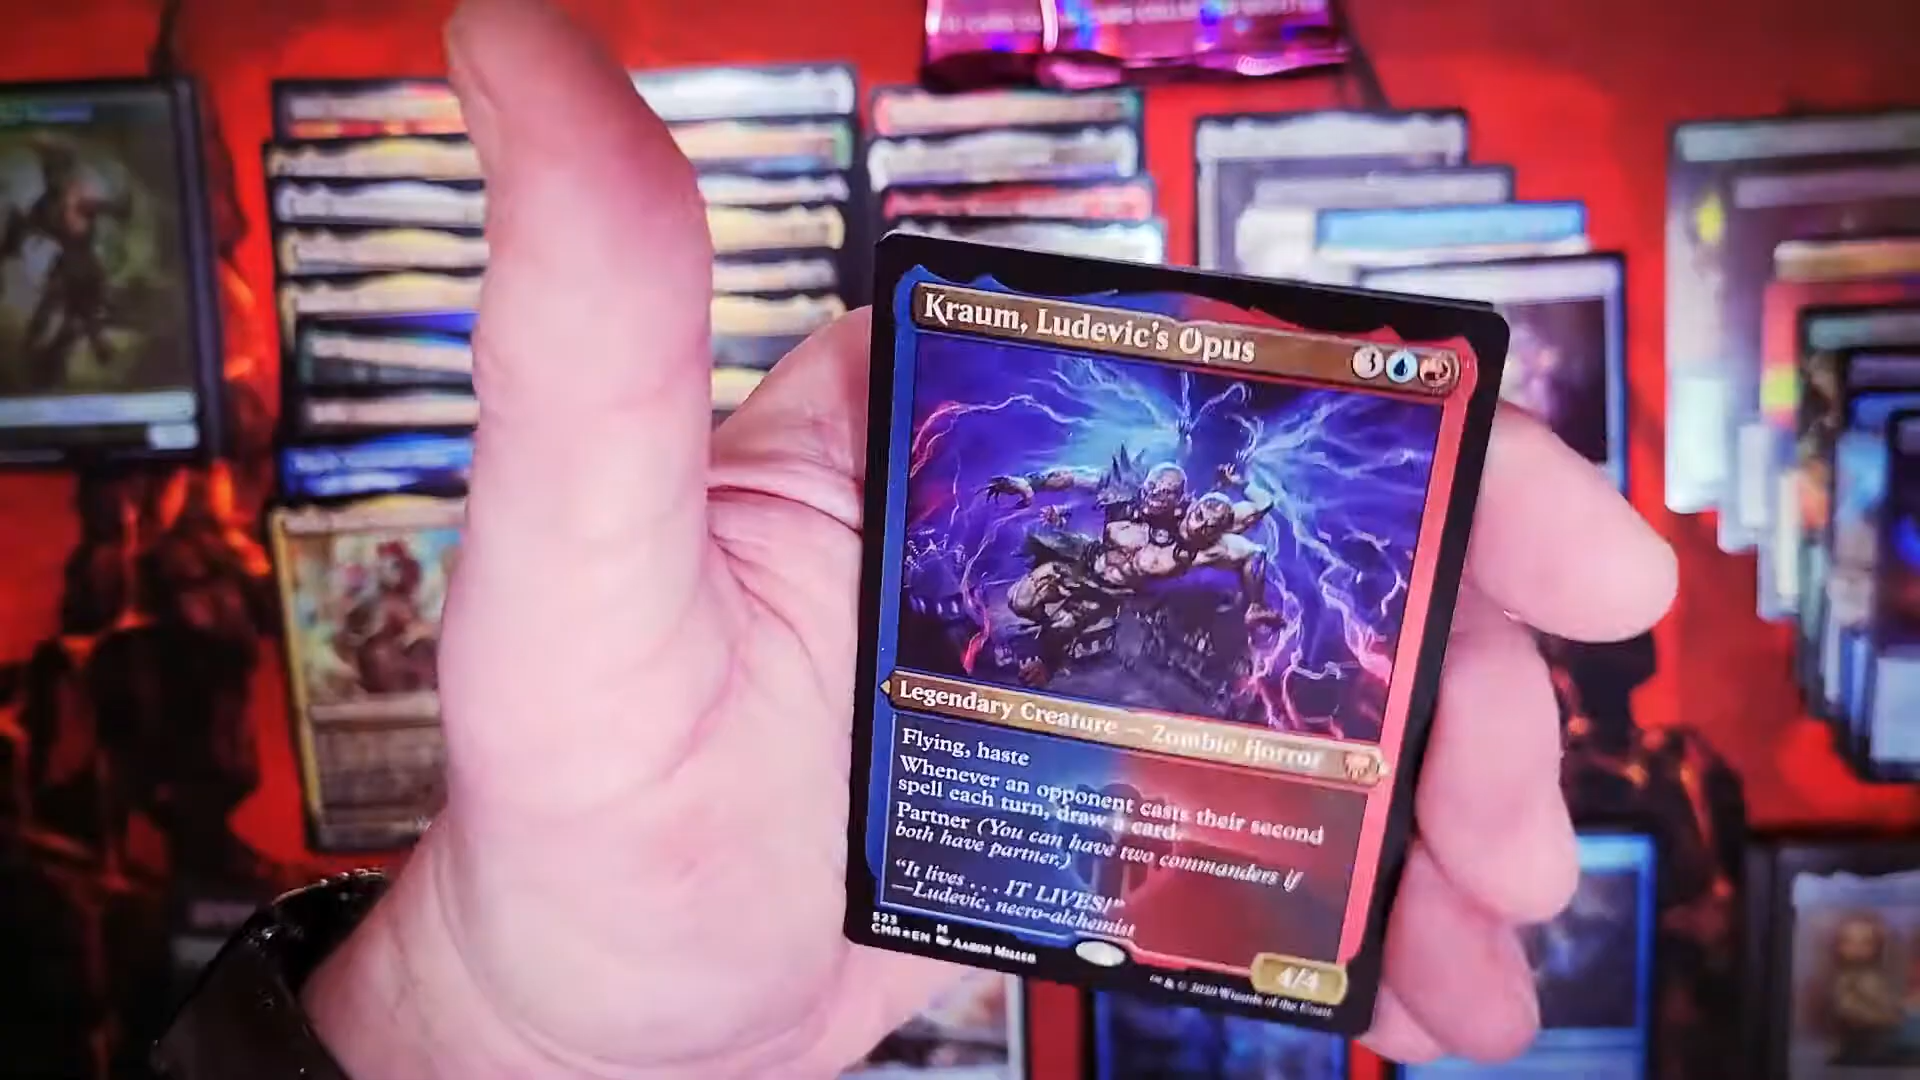 Kraum, Ludevic's Opus
3
Legendary Creature — Zombie Horror
Flying, haste
Whenever an opponent casts their second
spell each turn, draw a card.
Partner (You can have two commanders if
both have partner.)
"It lives . . . IT LIVES!"
—Ludevic, necro-alchemist
4/4
523 M
CMR★EN Aaron Miller
™ & © 2020 Wizards of the Coast